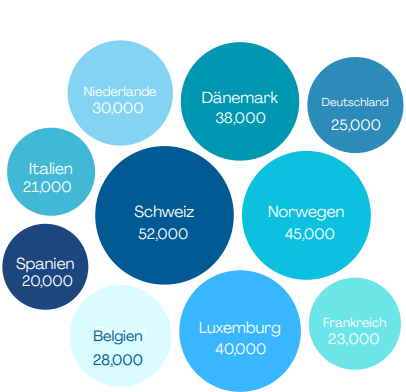 Niederlande
30,000
Dänemark
38,000
Deutschland
25,000
Italien
21,000
Schweiz
52,000
Norwegen
45,000
Spanien
20,000
Belgien
28,000
Luxemburg
40,000
Frankreich
23,000